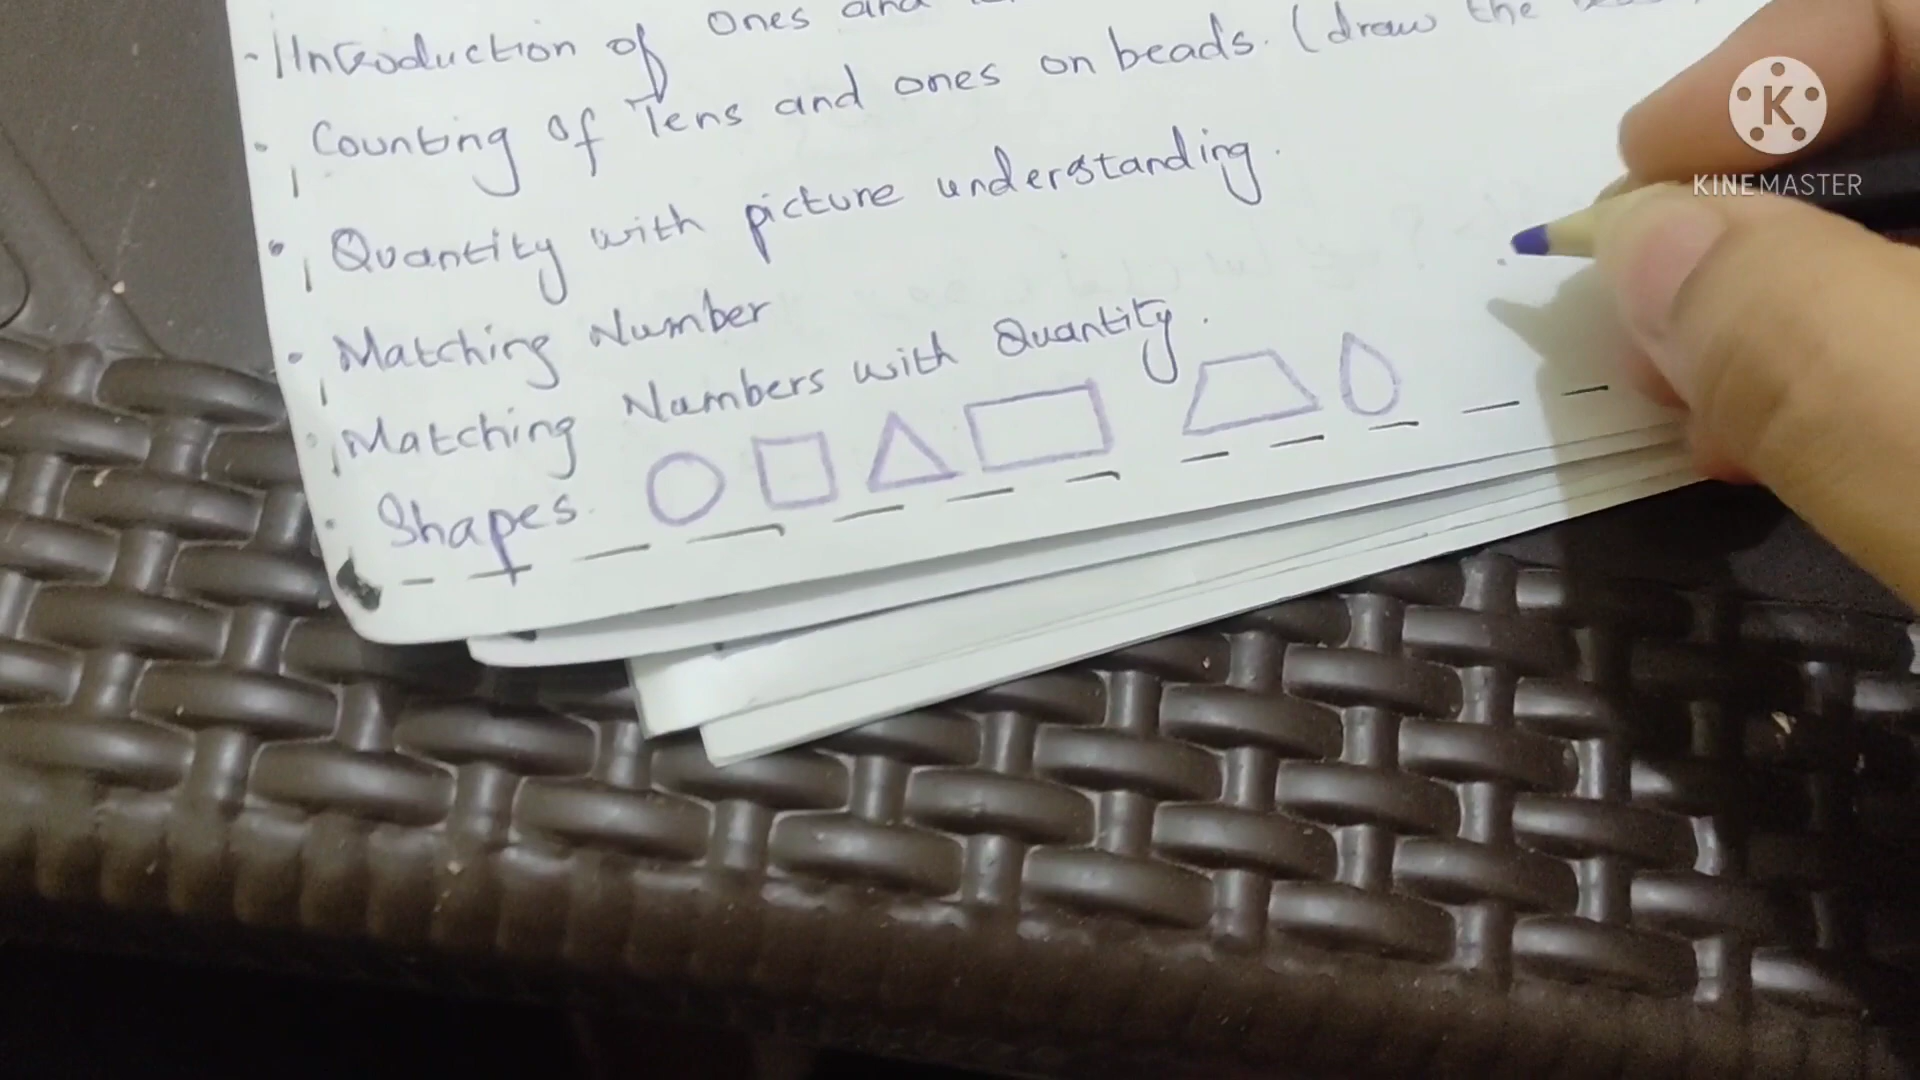 Introduction of Ones and
Counting of Tens and ones on beads. (draw the
Quantity with picture understanding.
Matching Number
Matching Numbers with Quantity.
Shapes.
KINEMASTER